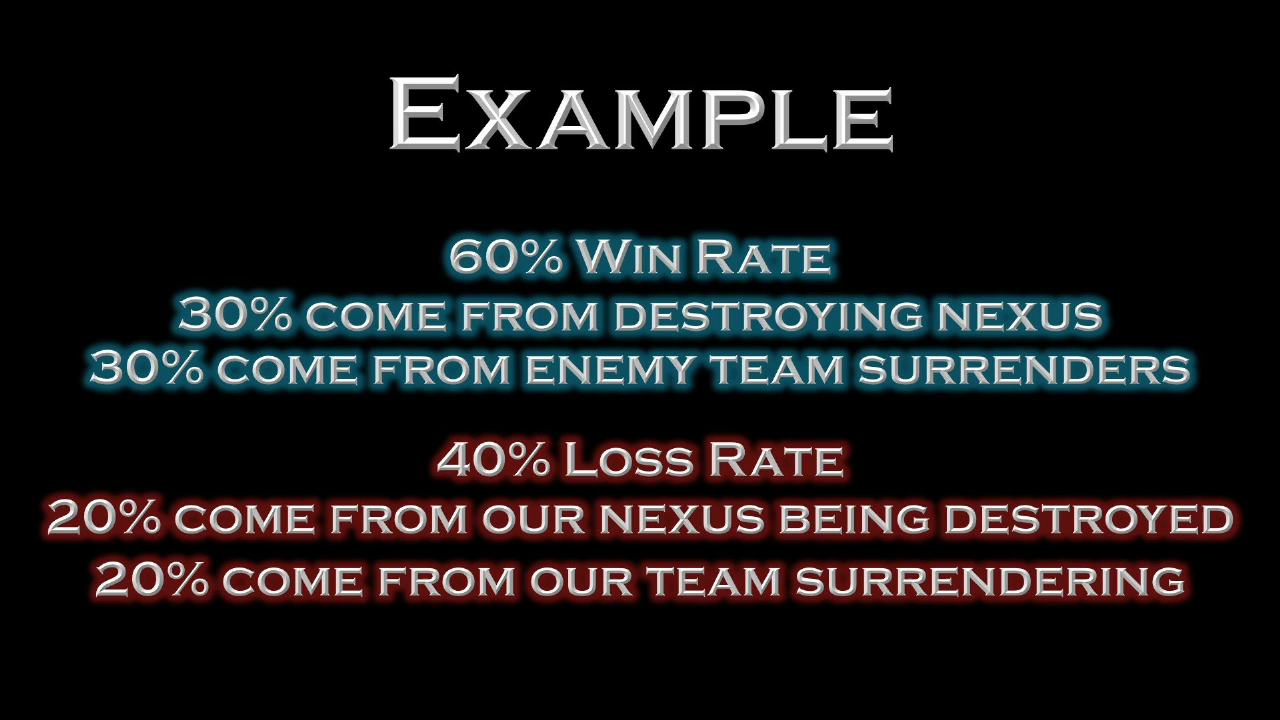 Example
60% Win Rate
30% come from destroying nexus
30% come from enemy team surrenders
40% Loss Rate
20% come from our nexus being destroyed
20% come from our team surrendering